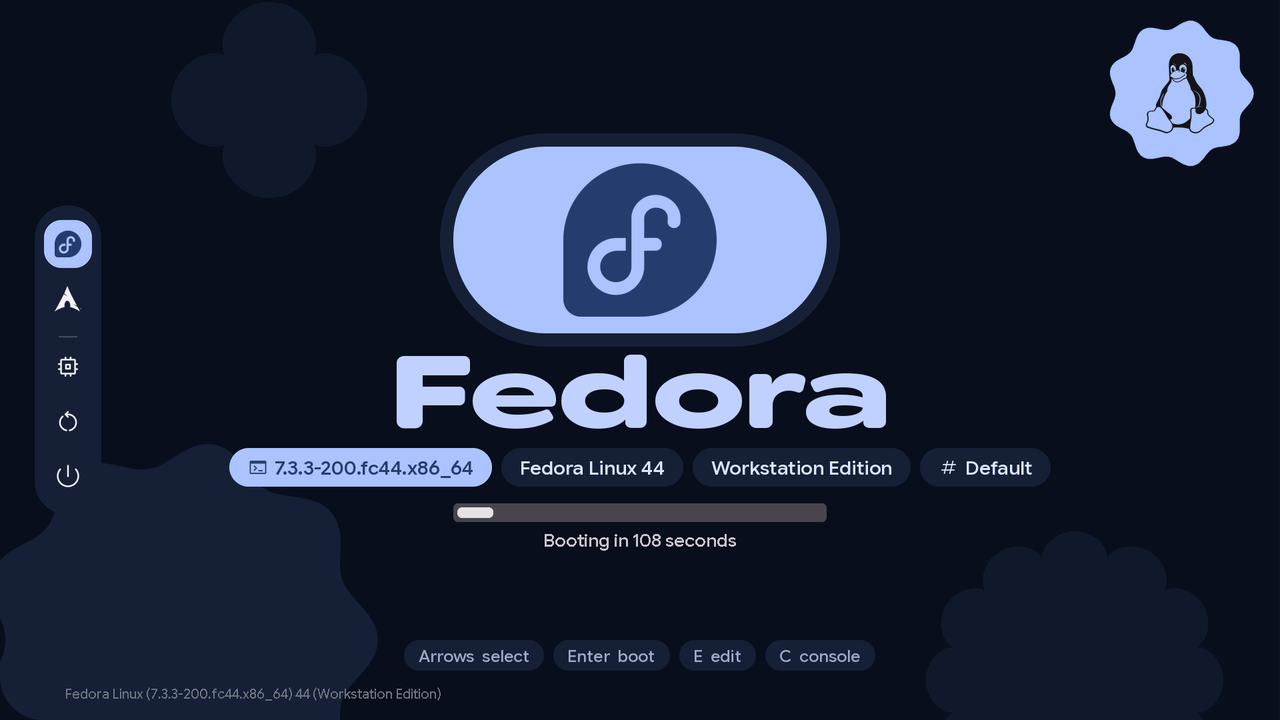 Fedora
7.3.3-200.fc44.x86_64 Fedora Linux 44 Workstation Edition # Default
Booting in 108 seconds
Arrows select Enter boot E edit C console
Fedora Linux (7.3.3-200.fc44.x86_64) 44 (Workstation Edition)